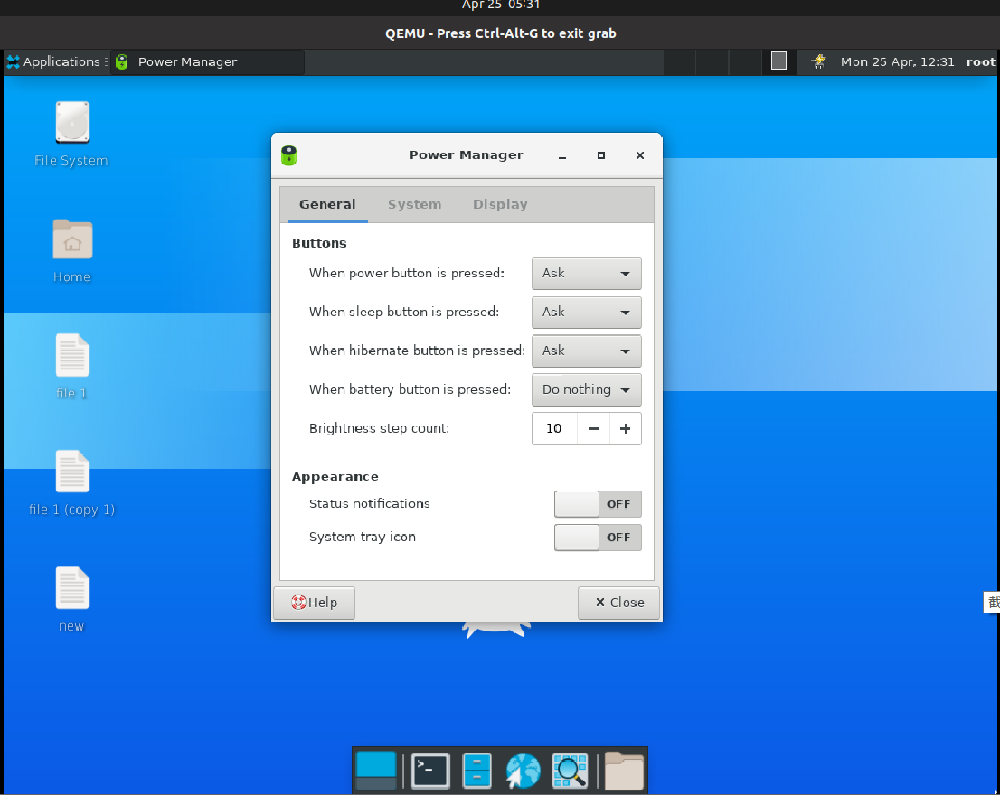 Apr 25 05:31
QEMU - Press Ctrl-Alt-G to exit grab
Applications Power Manager Mon 25 Apr, 12:31 root
File System
Home
file 1
file 1 (copy 1)
new
Power Manager
General System Display
Buttons
When power button is pressed: Ask
When sleep button is pressed: Ask
When hibernate button is pressed: Ask
When battery button is pressed: Do nothing
Brightness step count: 10
Appearance
Status notifications OFF
System tray icon OFF
Help Close
截